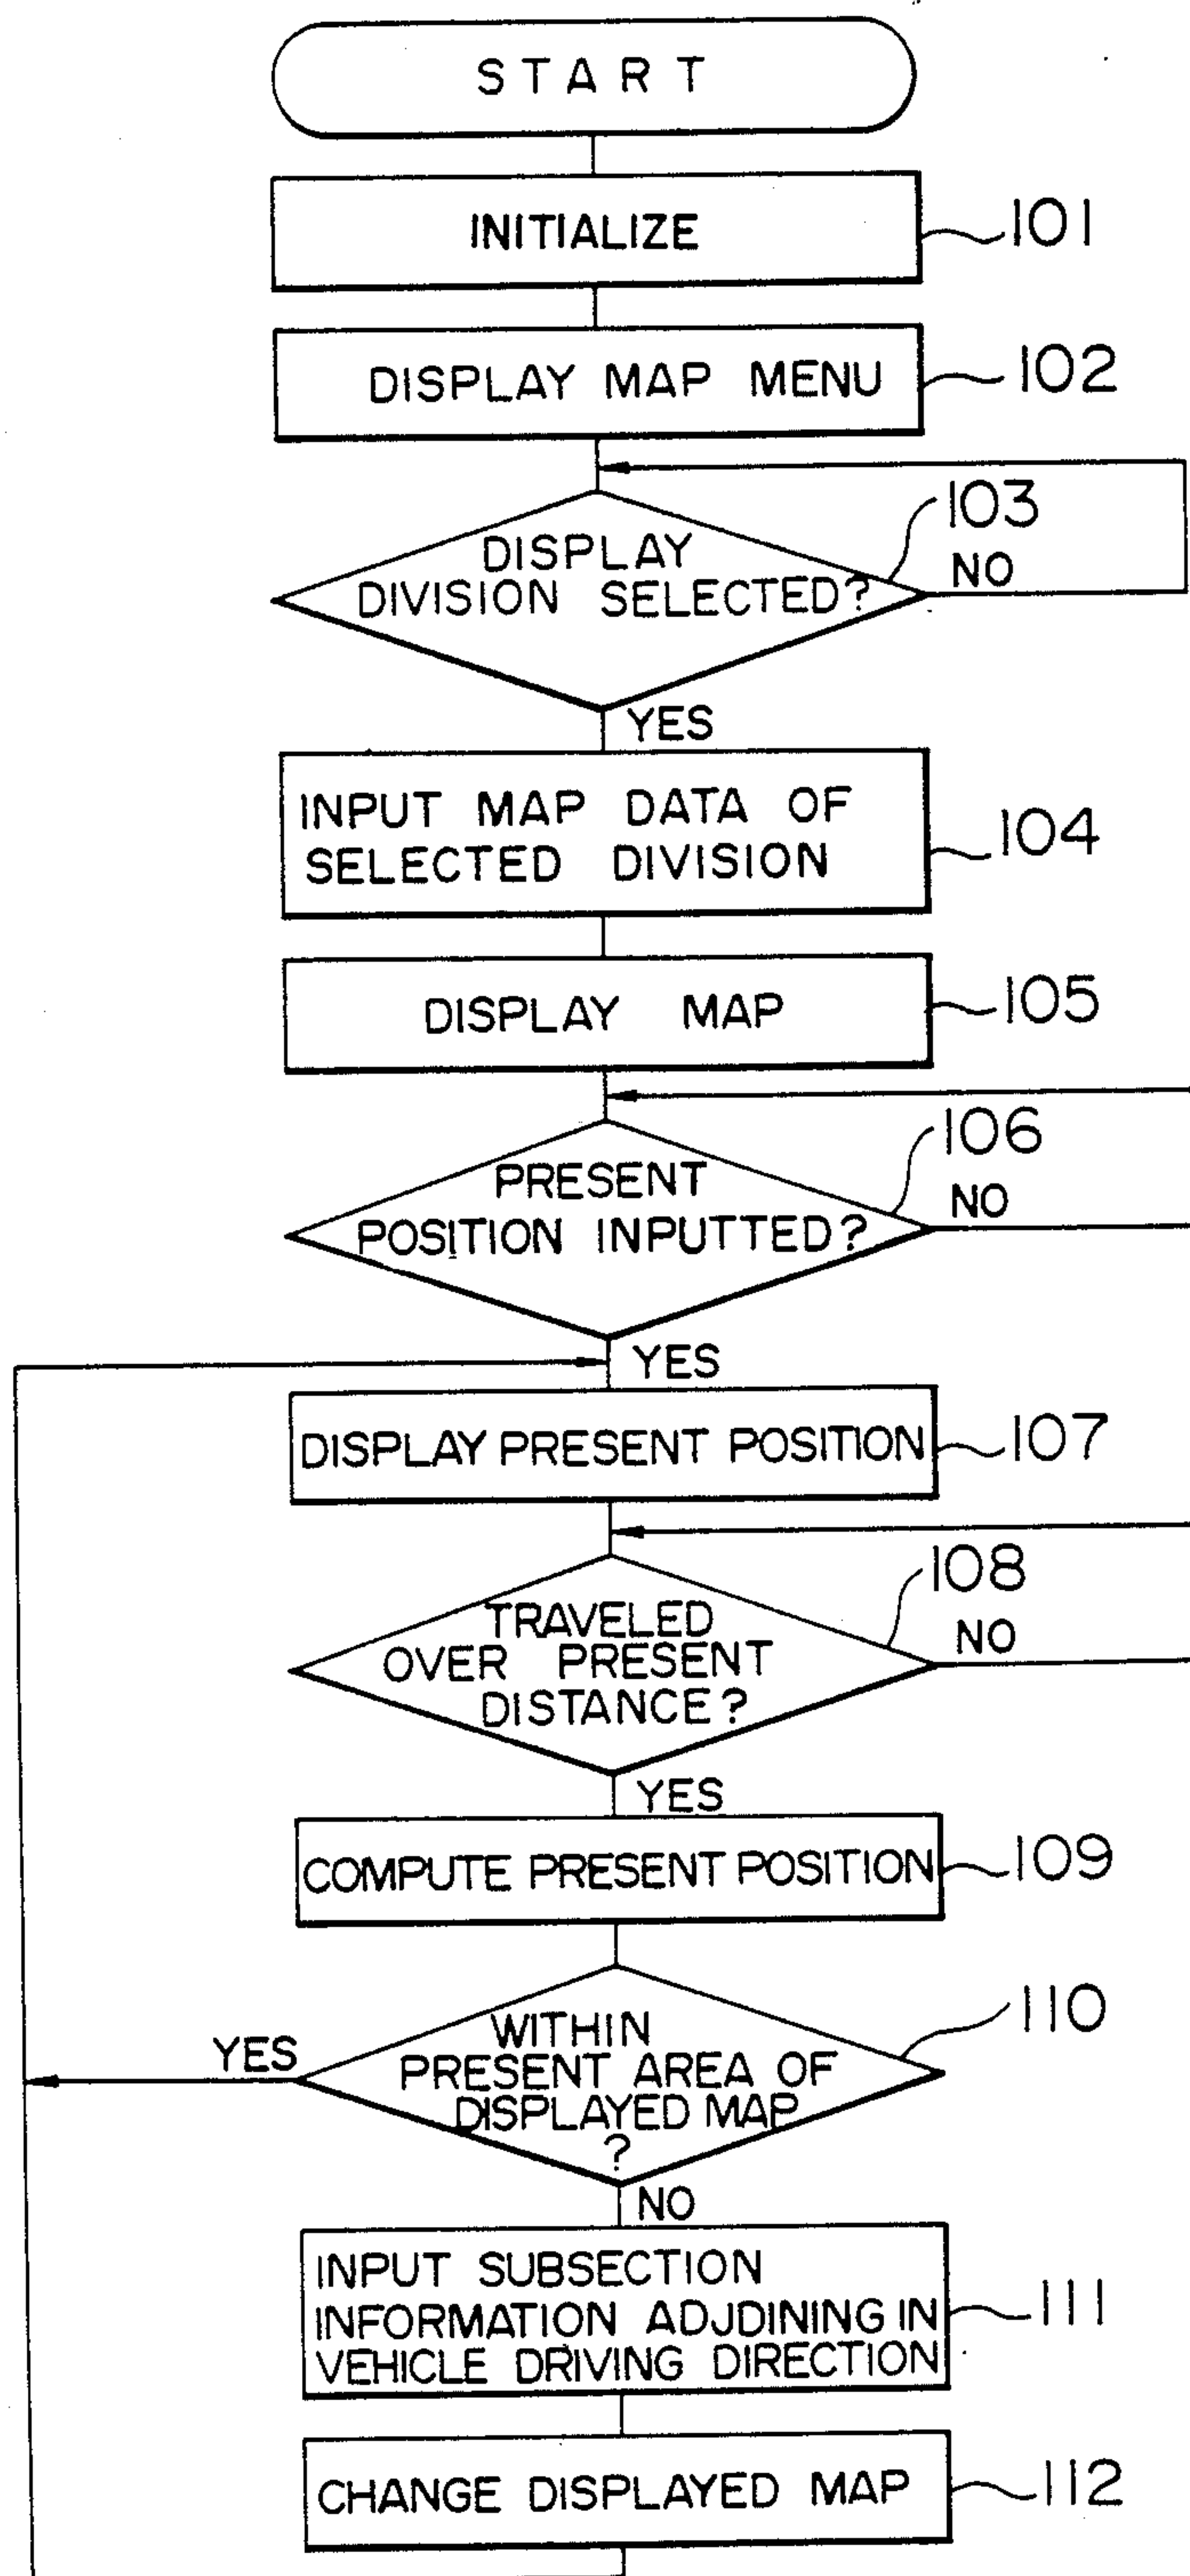 START
INITIALIZE
101
DISPLAY MAP MENU
102
103
DISPLAY
DIVISION SELECTED?
NO
YES
INPUT MAP DATA OF
SELECTED DIVISION
104
DISPLAY MAP
105
106
PRESENT
POSITION INPUTTED?
NO
YES
DISPLAY PRESENT POSITION
107
108
TRAVELED
OVER PRESENT
DISTANCE?
NO
YES
COMPUTE PRESENT POSITION
109
110
WITHIN
PRESENT AREA OF
DISPLAYED MAP
?
YES
NO
INPUT SUBSECTION
INFORMATION ADJDINING IN
VEHICLE DRIVING DIRECTION
111
CHANGE DISPLAYED MAP
112